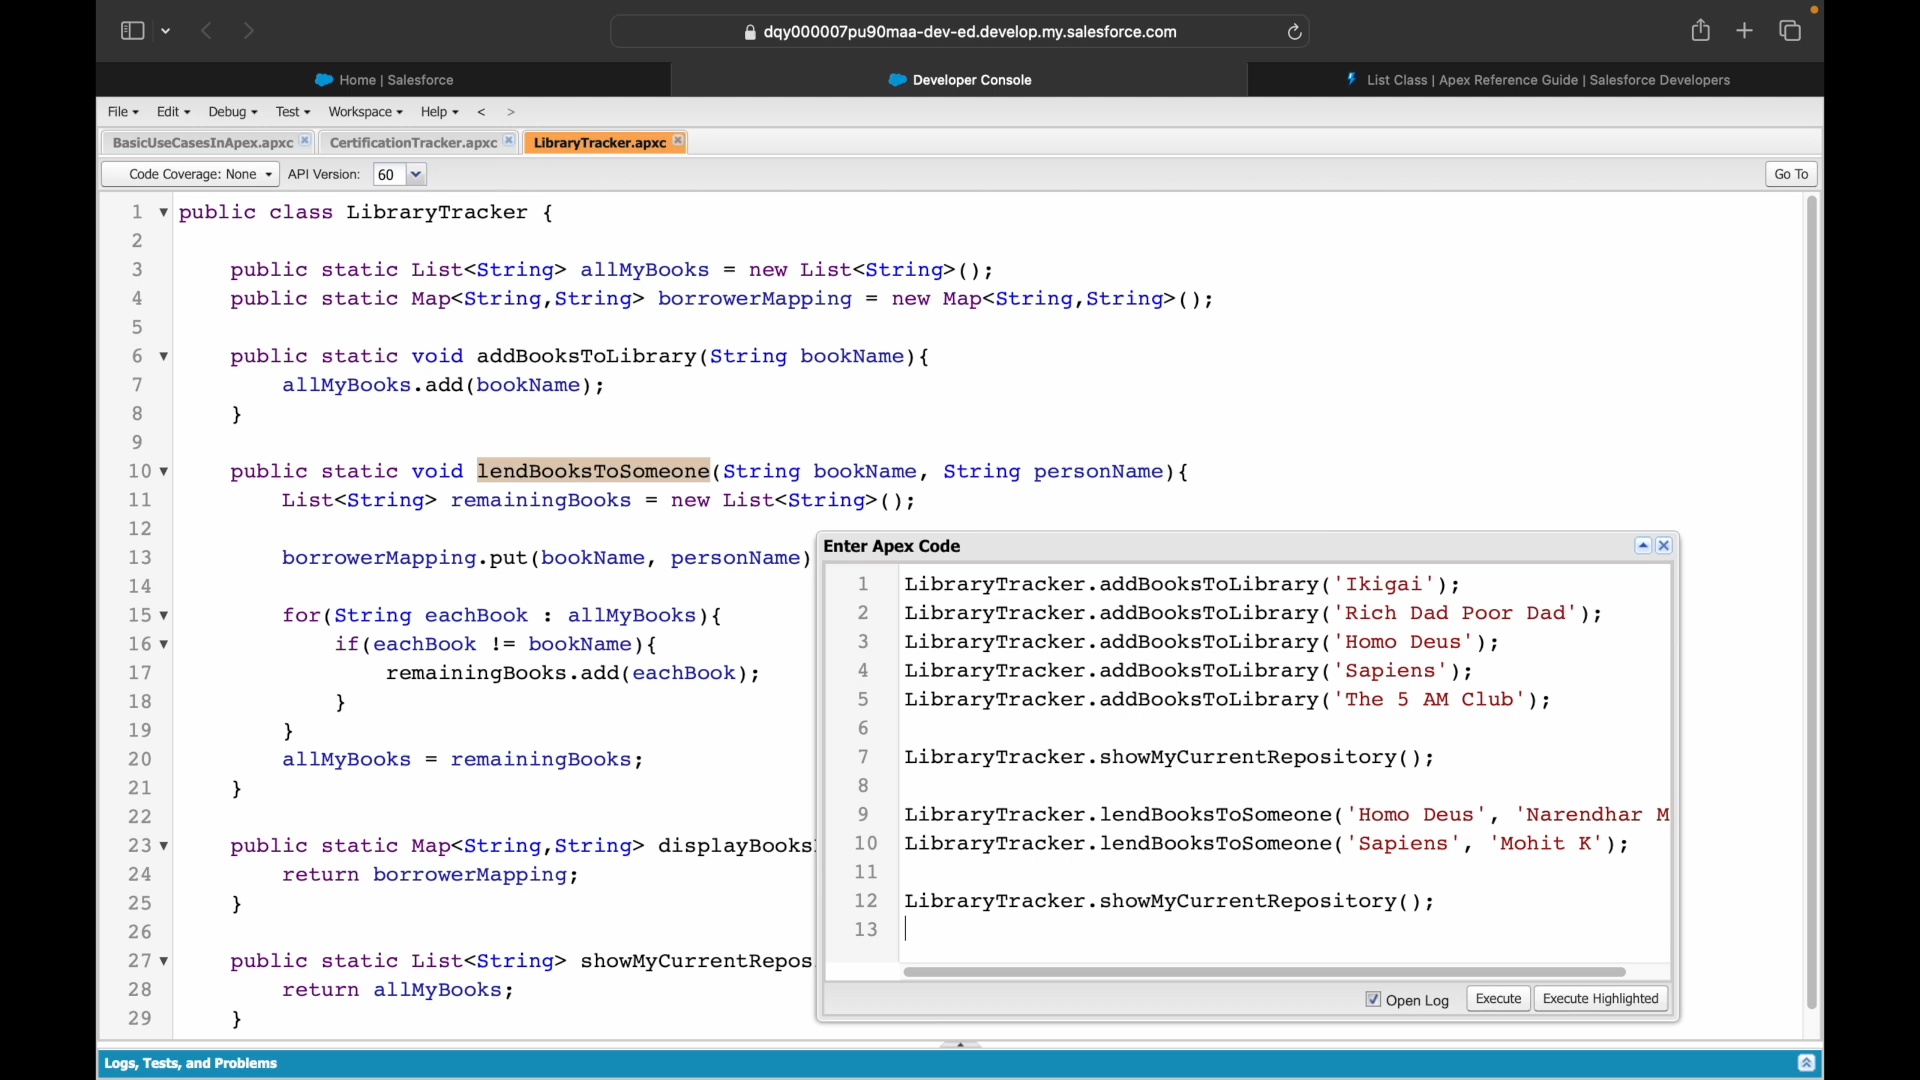 dqy000007pu90maa-dev-ed.develop.my.salesforce.com
Home | Salesforce
Developer Console
List Class | Apex Reference Guide | Salesforce Developers
File Edit Debug Test Workspace Help < >
BasicUseCasesInApex.apxc CertificationTracker.apxc LibraryTracker.apxc
Code Coverage: None API Version: 60 Go To
1 public class LibraryTracker {
2
3 public static List<String> allMyBooks = new List<String>();
4 public static Map<String,String> borrowerMapping = new Map<String,String>();
5
6 public static void addBooksToLibrary(String bookName){
7 allMyBooks.add(bookName);
8 }
9
10 public static void lendBooksToSomeone(String bookName, String personName){
11 List<String> remainingBooks = new List<String>();
12
13 borrowerMapping.put(bookName, personName)
14
15 for(String eachBook : allMyBooks){
16 if(eachBook != bookName){
17 remainingBooks.add(eachBook);
18 }
19 }
20 allMyBooks = remainingBooks;
21 }
22
23 public static Map<String,String> displayBooks
24 return borrowerMapping;
25 }
26
27 public static List<String> showMyCurrentRepos
28 return allMyBooks;
29 }
Enter Apex Code
1 LibraryTracker.addBooksToLibrary('Ikigai');
2 LibraryTracker.addBooksToLibrary('Rich Dad Poor Dad');
3 LibraryTracker.addBooksToLibrary('Homo Deus');
4 LibraryTracker.addBooksToLibrary('Sapiens');
5 LibraryTracker.addBooksToLibrary('The 5 AM Club');
6
7 LibraryTracker.showMyCurrentRepository();
8
9 LibraryTracker.lendBooksToSomeone('Homo Deus', 'Narendhar M
10 LibraryTracker.lendBooksToSomeone('Sapiens', 'Mohit K');
11
12 LibraryTracker.showMyCurrentRepository();
13
Open Log Execute Execute Highlighted
Logs, Tests, and Problems